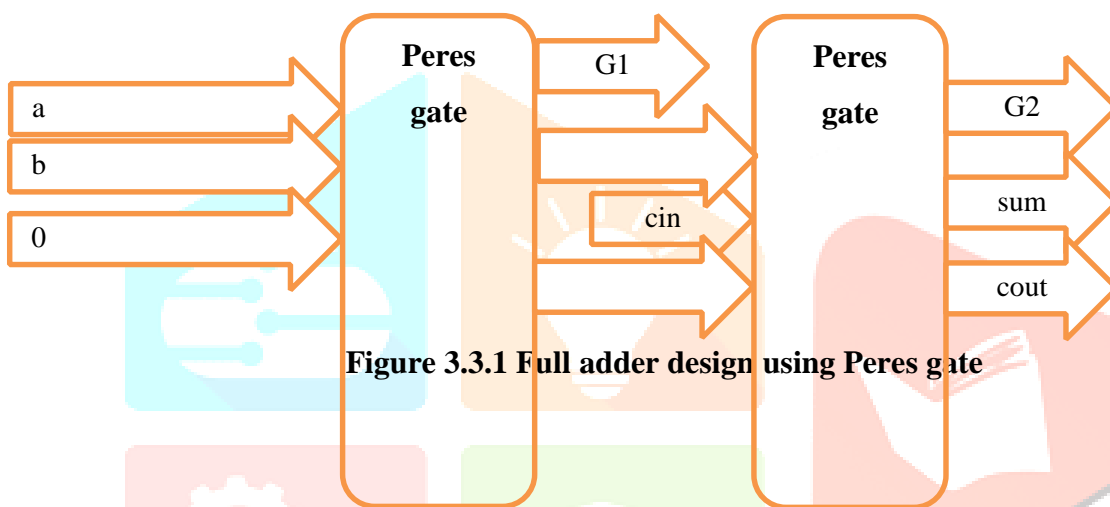 a
b
0
Peres
gate
G1
cin
Peres
gate
G2
sum
cout
Figure 3.3.1 Full adder design using Peres gate